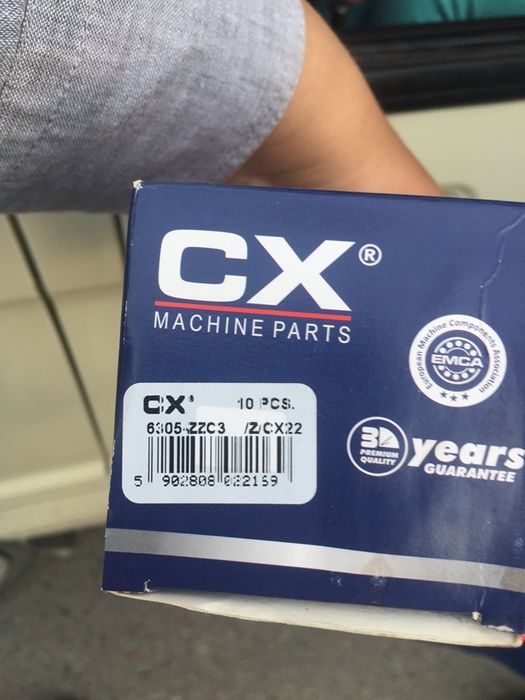 CX®
MACHINE PARTS
European Machine Components Association
EMCA
CX® 10 PCS.
6305-ZZC3 /Z/CX22
5 902808 022159
3 PREMIUM QUALITY
years
GUARANTEE